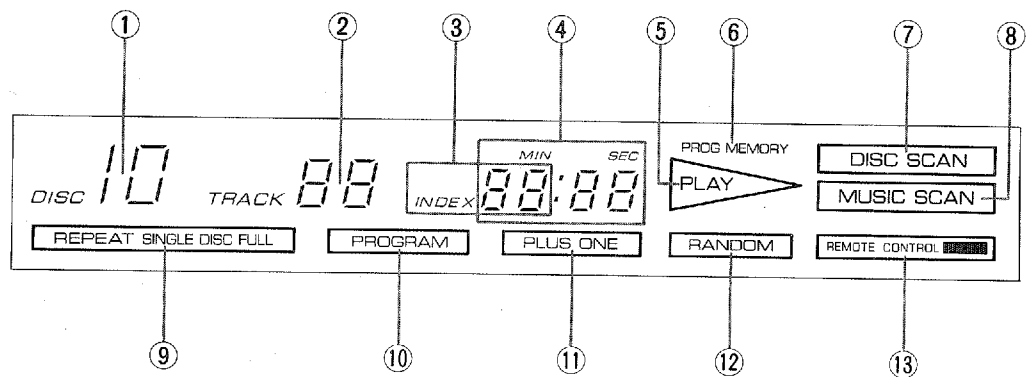 ① ② ③ ④ ⑤ ⑥ ⑦ ⑧
MIN SEC PROG MEMORY DISC SCAN
DISC 10 TRACK 88 INDEX 88:88 PLAY MUSIC SCAN
REPEAT SINGLE DISC FULL PROGRAM PLUS ONE RANDOM REMOTE CONTROL
⑨ ⑩ ⑪ ⑫ ⑬